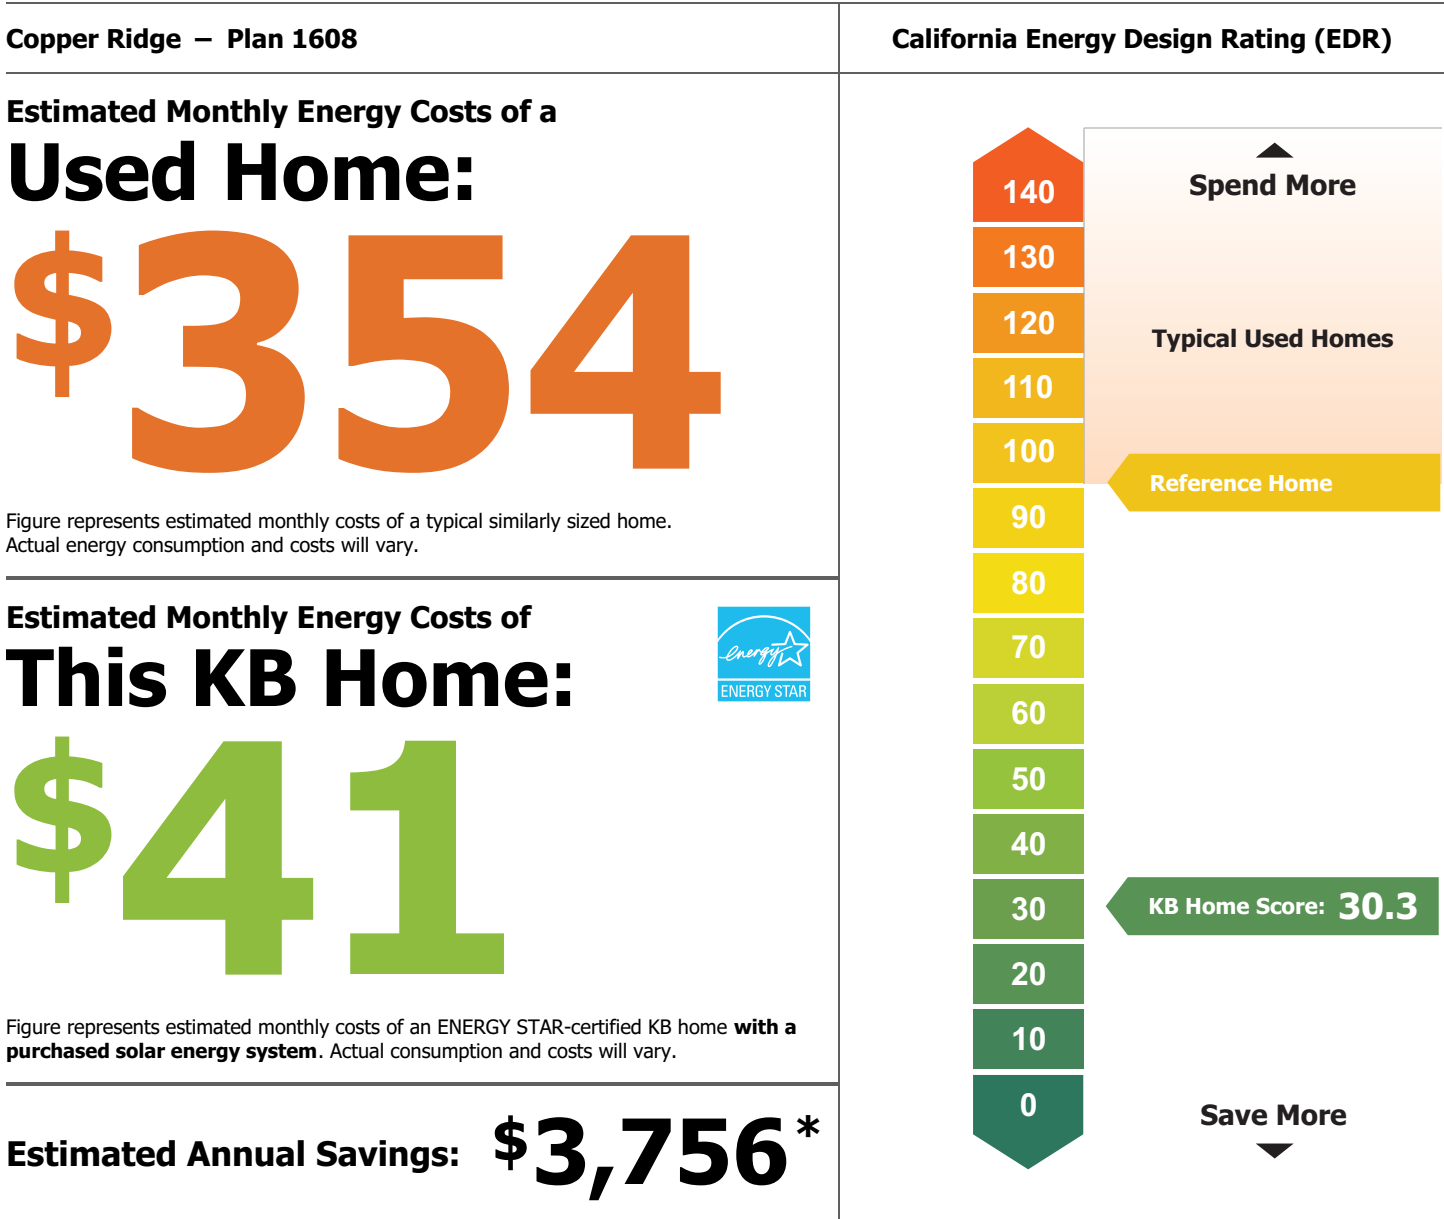 Copper Ridge – Plan 1608
Estimated Monthly Energy Costs of a
Used Home:
$354
Figure represents estimated monthly costs of a typical similarly sized home.
Actual energy consumption and costs will vary.
Estimated Monthly Energy Costs of
This KB Home:
energy
ENERGY STAR
$41
Figure represents estimated monthly costs of an ENERGY STAR-certified KB home with a
purchased solar energy system. Actual consumption and costs will vary.
Estimated Annual Savings: $3,756*
California Energy Design Rating (EDR)
140
Spend More
130
120
Typical Used Homes
110
100
Reference Home
90
80
70
60
50
40
30
KB Home Score: 30.3
20
10
0
Save More